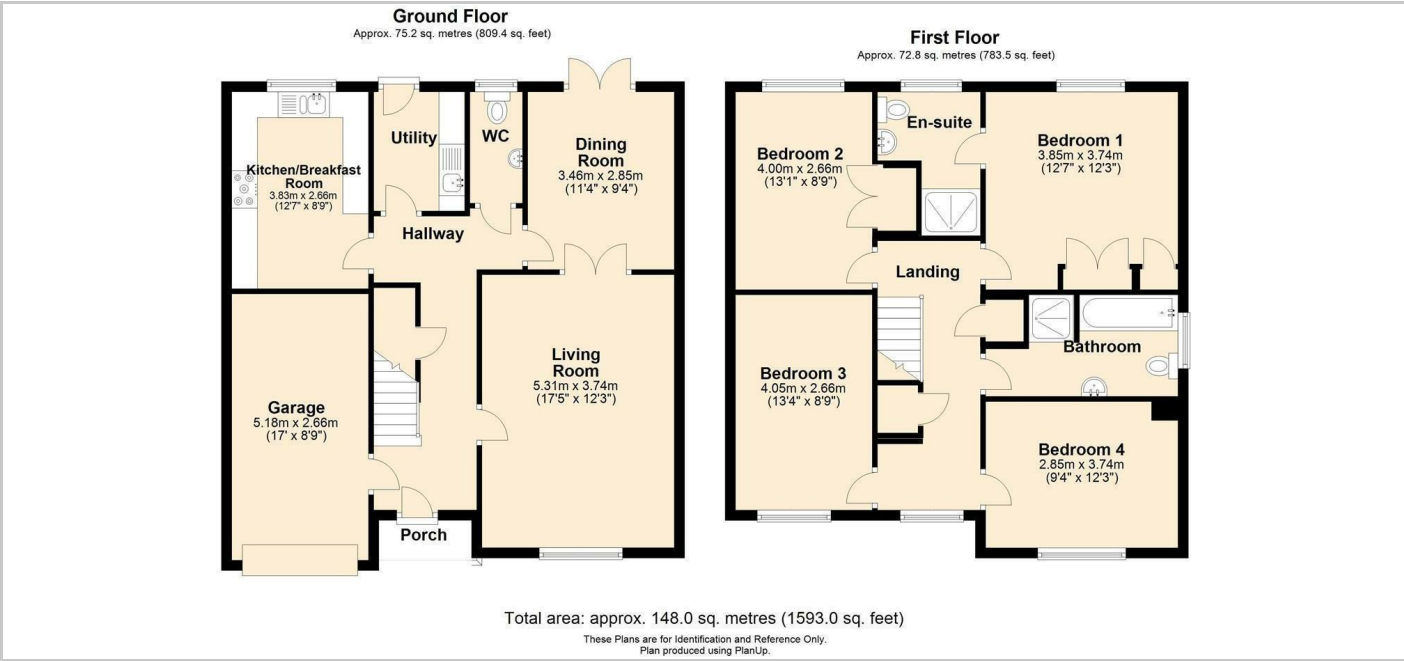 Ground Floor
Approx. 75.2 sq. metres (809.4 sq. feet)
Kitchen/Breakfast
Room
3.83m x 2.66m
(12'7" x 8'9")
Utility
WC
Dining
Room
3.46m x 2.85m
(11'4" x 9'4")
Hallway
Living
Room
5.31m x 3.74m
(17'5" x 12'3")
Garage
5.18m x 2.66m
(17' x 8'9")
Porch
First Floor
Approx. 72.8 sq. metres (783.5 sq. feet)
Bedroom 2
4.00m x 2.66m
(13'1" x 8'9")
En-suite
Bedroom 1
3.85m x 3.74m
(12'7" x 12'3")
Landing
Bathroom
Bedroom 3
4.05m x 2.66m
(13'4" x 8'9")
Bedroom 4
2.85m x 3.74m
(9'4" x 12'3")
Total area: approx. 148.0 sq. metres (1593.0 sq. feet)
These Plans are for Identification and Reference Only.
Plan produced using PlanUp.